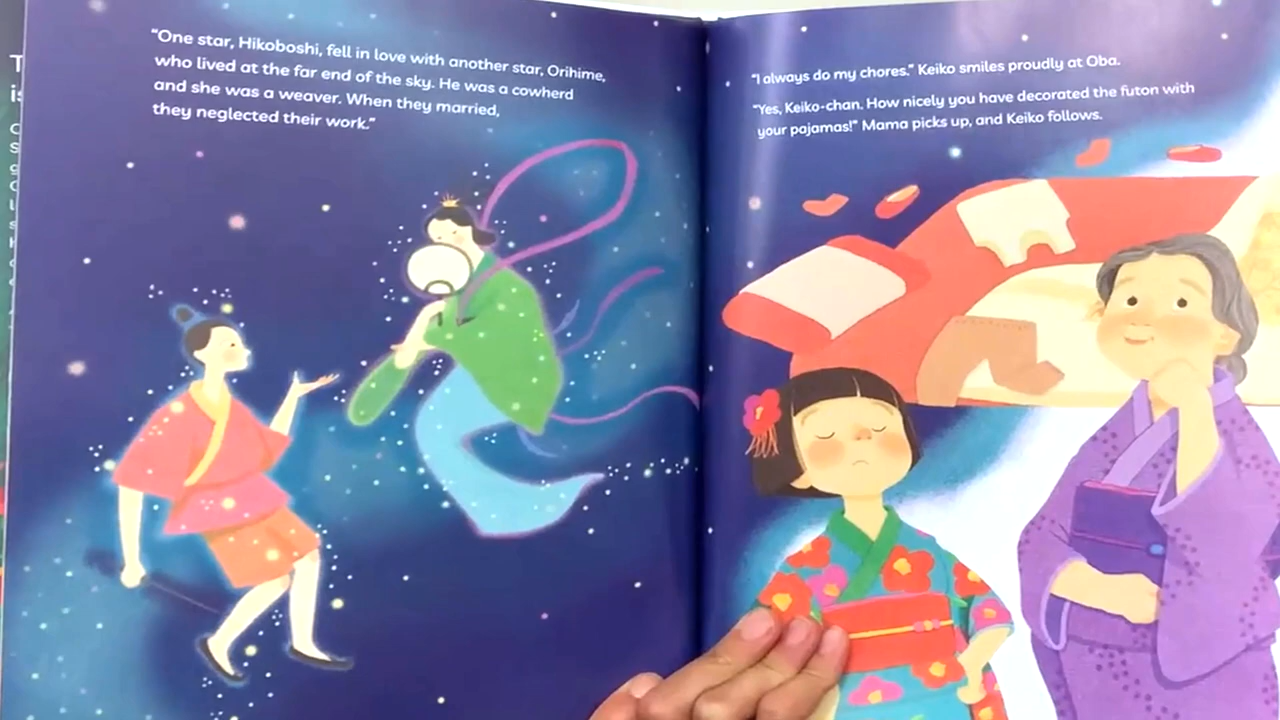 “One star, Hikoboshi, fell in love with another star, Orihime,
who lived at the far end of the sky. He was a cowherd
and she was a weaver. When they married,
they neglected their work.”
“I always do my chores.” Keiko smiles proudly at Oba.
“Yes, Keiko-chan. How nicely you have decorated the futon with
your pajamas!” Mama picks up, and Keiko follows.